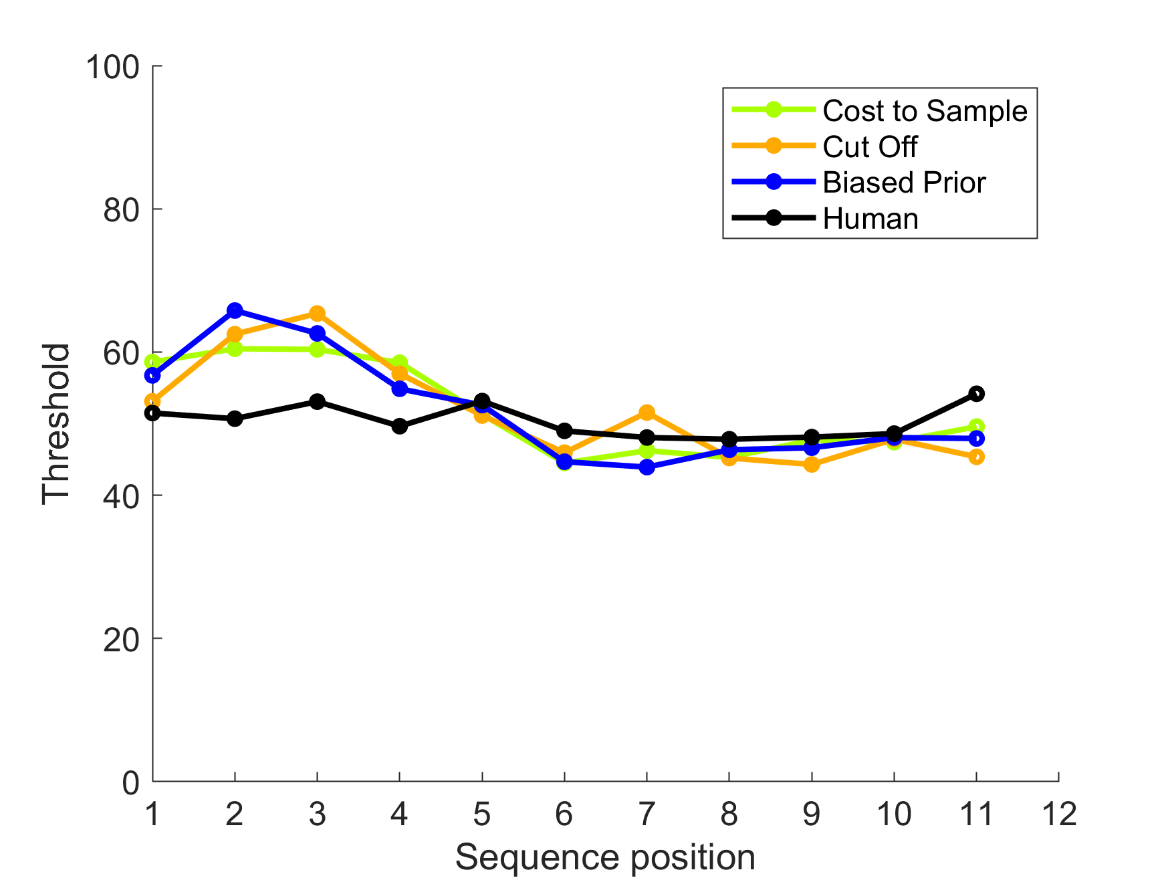 100
80
60
40
20
0
Threshold
Cost to Sample
Cut Off
Biased Prior
Human
1 2 3 4 5 6 7 8 9 10 11 12
Sequence position